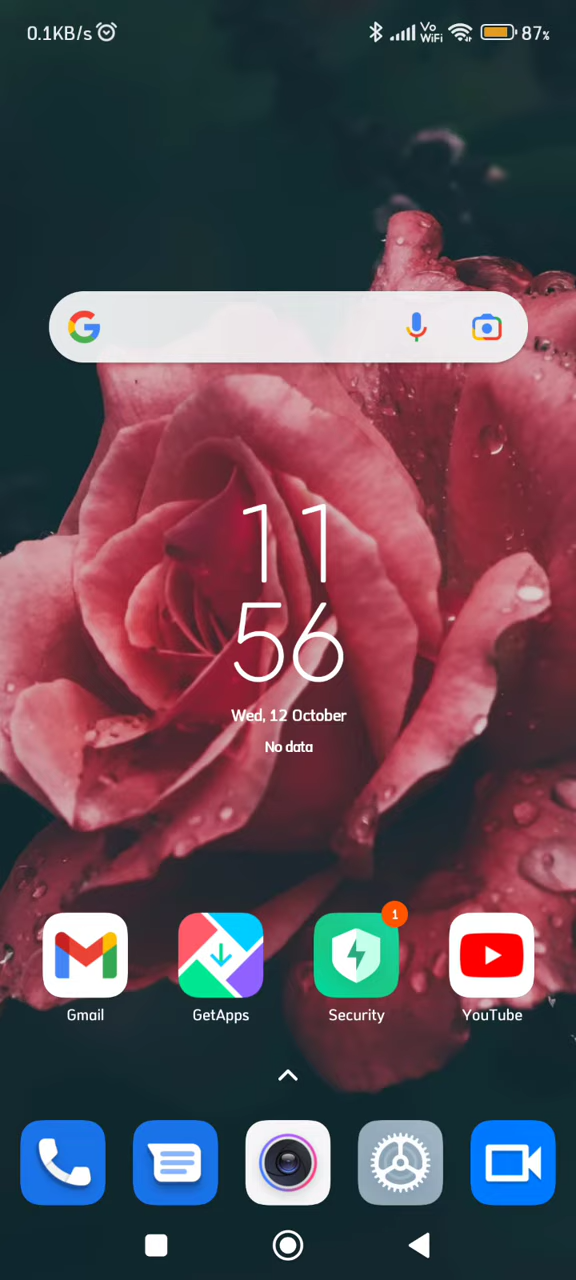 0.1KB/s
Vo
WiFi
87%
11
56
Wed, 12 October
No data
1
Gmail
GetApps
Security
YouTube